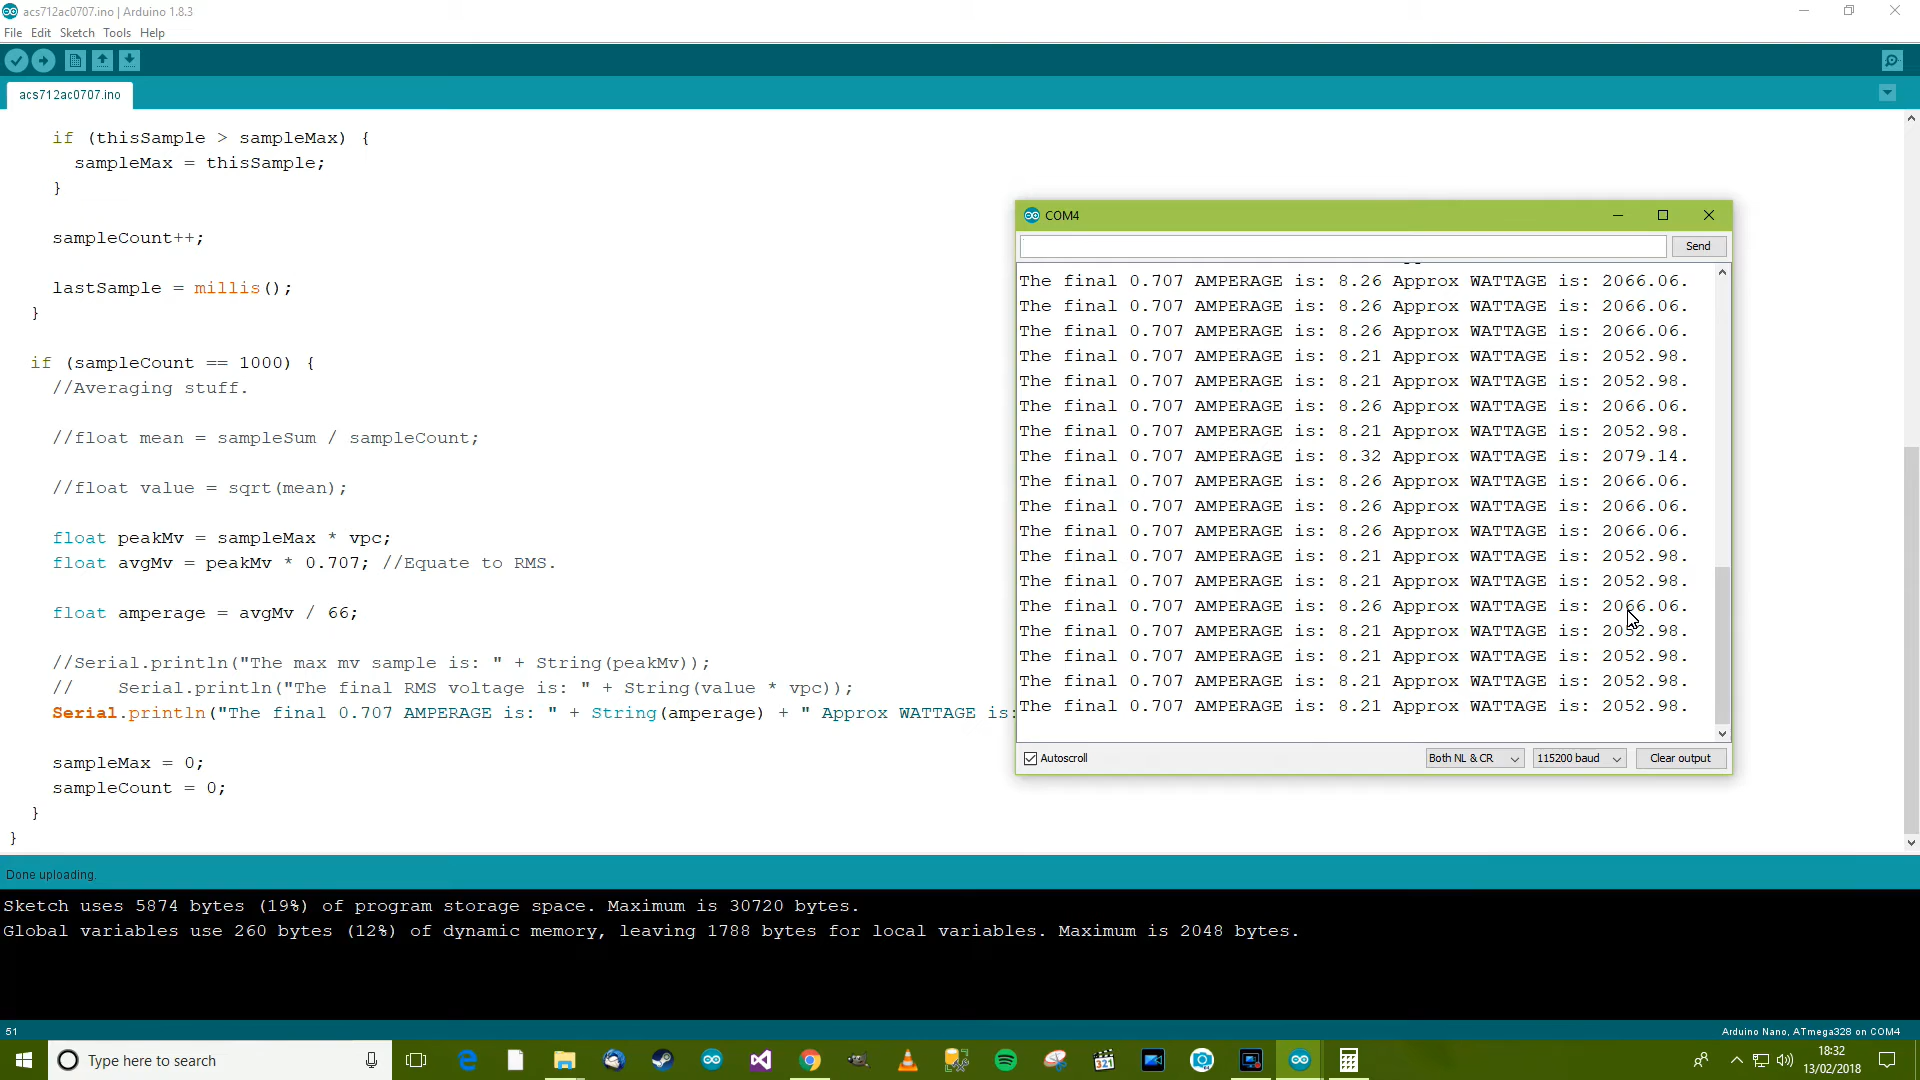 acs712ac0707.ino | Arduino 1.8.3
File Edit Sketch Tools Help
acs712ac0707.ino
if (thisSample > sampleMax) {
sampleMax = thisSample;
}
sampleCount++;
lastSample = millis();
}
if (sampleCount == 1000) {
//Averaging stuff.
//float mean = sampleSum / sampleCount;
//float value = sqrt(mean);
float peakMv = sampleMax * vpc;
float avgMv = peakMv * 0.707; //Equate to RMS.
float amperage = avgMv / 66;
//Serial.println("The max mv sample is: " + String(peakMv));
//    Serial.println("The final RMS voltage is: " + String(value * vpc));
Serial.println("The final 0.707 AMPERAGE is: " + String(amperage) + " Approx WATTAGE is:
sampleMax = 0;
sampleCount = 0;
}
}
COM4
Send
The final 0.707 AMPERAGE is: 8.26 Approx WATTAGE is: 2066.06.
The final 0.707 AMPERAGE is: 8.26 Approx WATTAGE is: 2066.06.
The final 0.707 AMPERAGE is: 8.26 Approx WATTAGE is: 2066.06.
The final 0.707 AMPERAGE is: 8.21 Approx WATTAGE is: 2052.98.
The final 0.707 AMPERAGE is: 8.21 Approx WATTAGE is: 2052.98.
The final 0.707 AMPERAGE is: 8.26 Approx WATTAGE is: 2066.06.
The final 0.707 AMPERAGE is: 8.21 Approx WATTAGE is: 2052.98.
The final 0.707 AMPERAGE is: 8.32 Approx WATTAGE is: 2079.14.
The final 0.707 AMPERAGE is: 8.26 Approx WATTAGE is: 2066.06.
The final 0.707 AMPERAGE is: 8.26 Approx WATTAGE is: 2066.06.
The final 0.707 AMPERAGE is: 8.26 Approx WATTAGE is: 2066.06.
The final 0.707 AMPERAGE is: 8.21 Approx WATTAGE is: 2052.98.
The final 0.707 AMPERAGE is: 8.21 Approx WATTAGE is: 2052.98.
The final 0.707 AMPERAGE is: 8.26 Approx WATTAGE is: 2066.06.
The final 0.707 AMPERAGE is: 8.21 Approx WATTAGE is: 2052.98.
The final 0.707 AMPERAGE is: 8.21 Approx WATTAGE is: 2052.98.
The final 0.707 AMPERAGE is: 8.21 Approx WATTAGE is: 2052.98.
The final 0.707 AMPERAGE is: 8.21 Approx WATTAGE is: 2052.98.
Autoscroll Both NL & CR 115200 baud Clear output
Done uploading.
Sketch uses 5874 bytes (19%) of program storage space. Maximum is 30720 bytes.
Global variables use 260 bytes (12%) of dynamic memory, leaving 1788 bytes for local variables. Maximum is 2048 bytes.
51 Arduino Nano, ATmega328 on COM4
Type here to search
321
18:32
13/02/2018